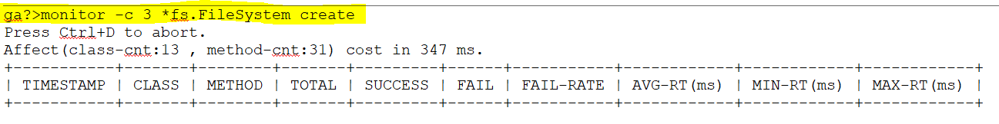 ga?>monitor -c 3 *fs.FileSystem create
Press Ctrl+D to abort.
Affect(class-cnt:13 , method-cnt:31) cost in 347 ms.
+-----------+-------+--------+-------+---------+------+-----------+------------+------------+------------+
| TIMESTAMP | CLASS | METHOD | TOTAL | SUCCESS | FAIL | FAIL-RATE | AVG-RT(ms) | MIN-RT(ms) | MAX-RT(ms) |
+-----------+-------+--------+-------+---------+------+-----------+------------+------------+------------+